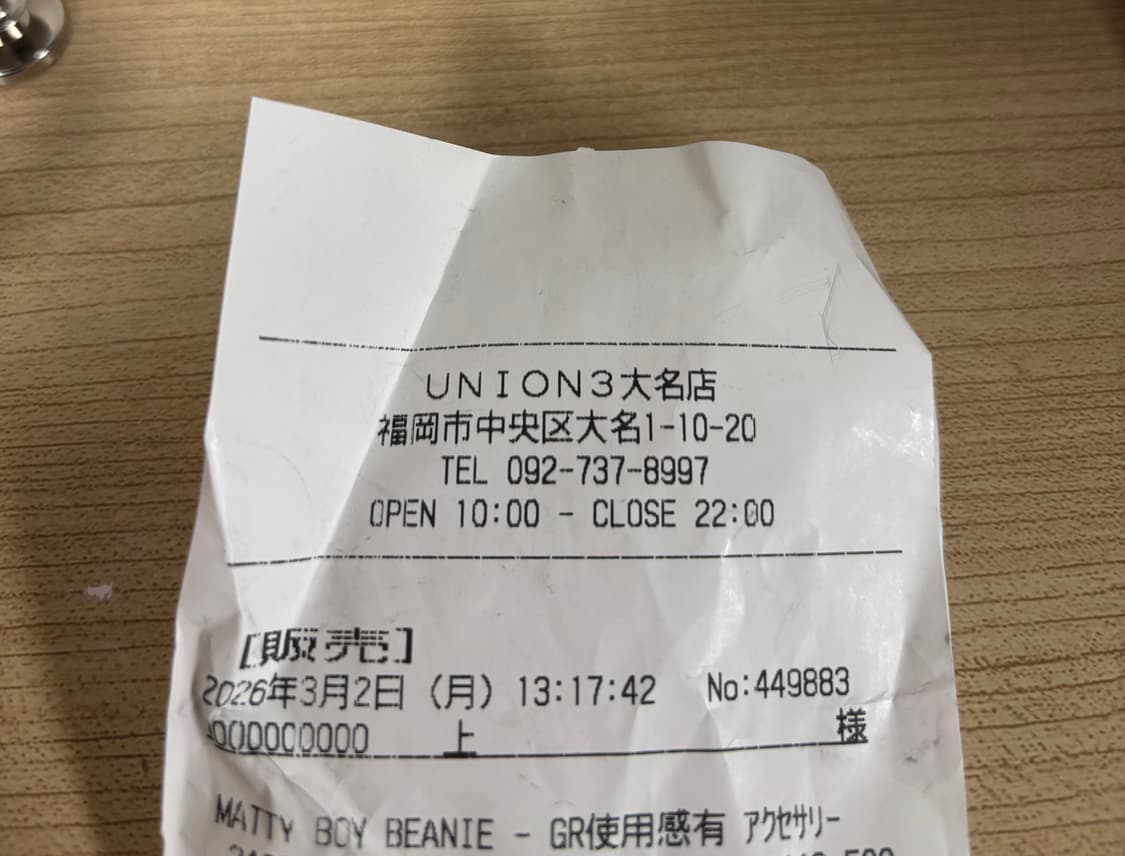 UNION3大名店
福岡市中央区大名1-10-20
TEL 092-737-8997
OPEN 10:00 - CLOSE 22:00
[販売]
2026年3月2日（月）13:17:42 No:449883
0000000000 上 様
MATTY BOY BEANIE - GR使用感有 ｱｸｾｻﾘｰ